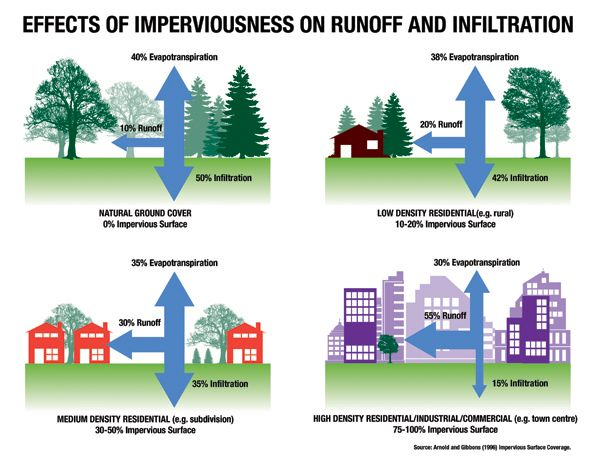 EFFECTS OF IMPERVIOUSNESS ON RUNOFF AND INFILTRATION
40% Evapotranspiration
10% Runoff
50% Infiltration
NATURAL GROUND COVER
0% Impervious Surface
38% Evapotranspiration
20% Runoff
42% Infiltration
LOW DENSITY RESIDENTIAL(e.g. rural)
10-20% Impervious Surface
35% Evapotranspiration
30% Runoff
35% Infiltration
MEDIUM DENSITY RESIDENTIAL (e.g. subdivision)
30-50% Impervious Surface
30% Evapotranspiration
55% Runoff
15% Infiltration
HIGH DENSITY RESIDENTIAL/INDUSTRIAL/COMMERCIAL (e.g. town centre)
75-100% Impervious Surface
Source: Arnold and Gibbons (1996) Impervious Surface Coverage.